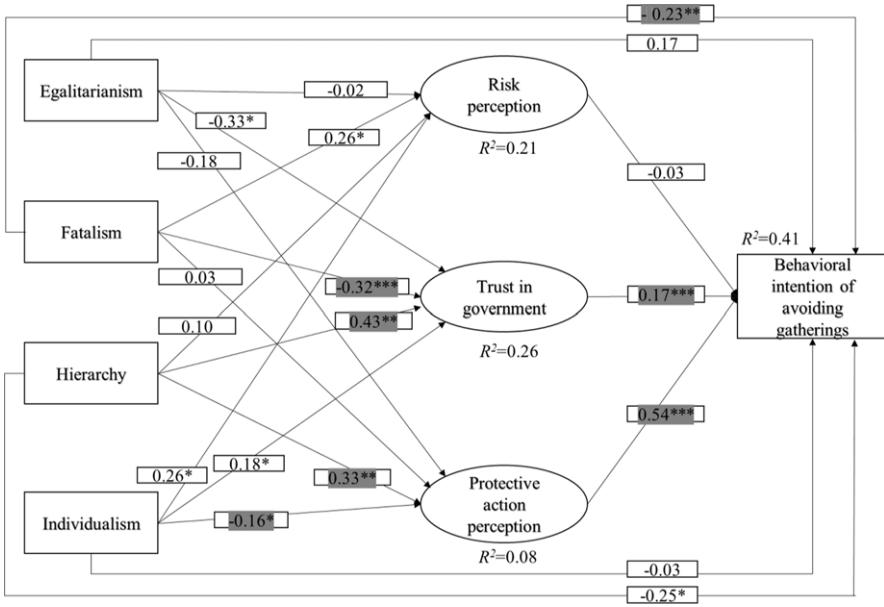 - 0.23**
0.17
Egalitarianism
-0.02
Risk
perception
-0.33*
0.26*
-0.18
R²=0.21
-0.03
Fatalism
R²=0.41
0.03
-0.32***
Trust in
government
0.17***
Behavioral
intention of
avoiding
gatherings
0.10
0.43**
R²=0.26
Hierarchy
0.54***
0.26*
0.18*
0.33**
Individualism
-0.16*
Protective
action
perception
R²=0.08
-0.03
-0.25*